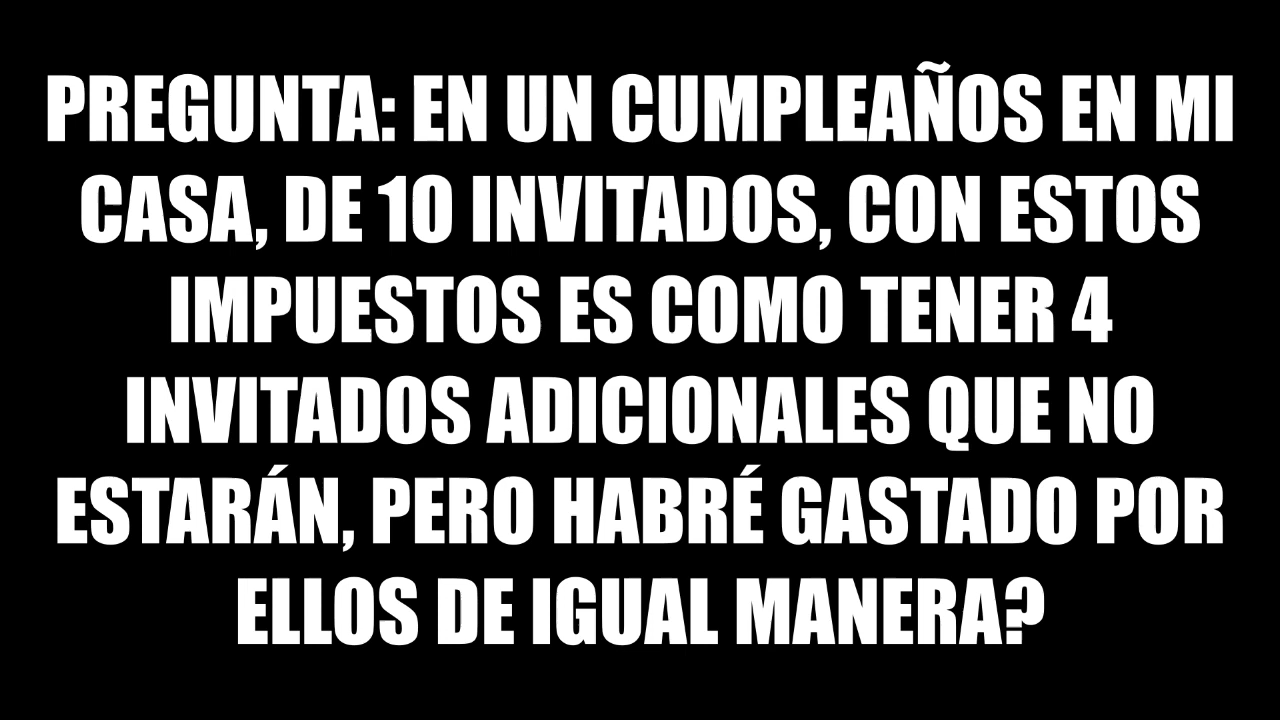 PREGUNTA: EN UN CUMPLEAÑOS EN MI
CASA, DE 10 INVITADOS, CON ESTOS
IMPUESTOS ES COMO TENER 4
INVITADOS ADICIONALES QUE NO
ESTARÁN, PERO HABRÉ GASTADO POR
ELLOS DE IGUAL MANERA?